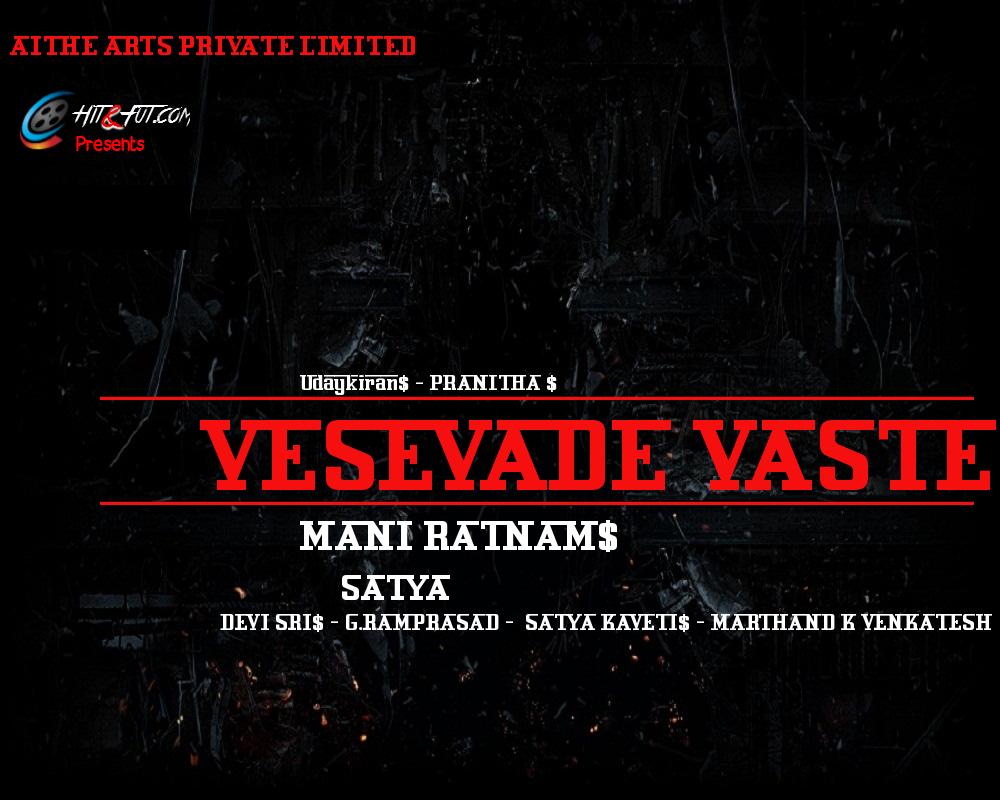 AITHE ARTS PRIVATE LIMITED
HIT&FUT.COM
Presents
Udaykiran$ - PRANITHA $
VESEVADE VASTE
MANI RATNAM$
SATYA
DEVI SRI$ - G.RAMPRASAD - SATYA KAVETI$ - MARTHAND K VENKATESH